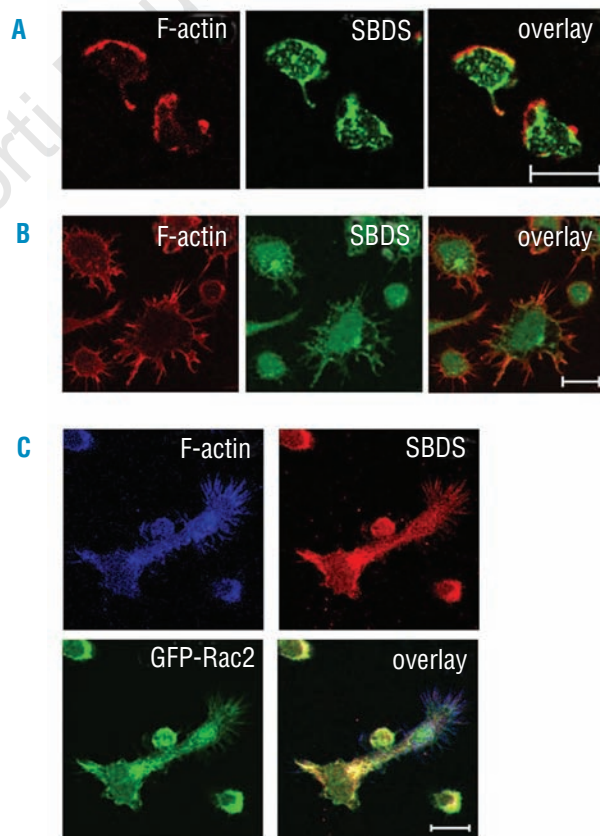 A
F-actin SBDS overlay
B
F-actin SBDS overlay
C
F-actin SBDS
GFP-Rac2 overlay